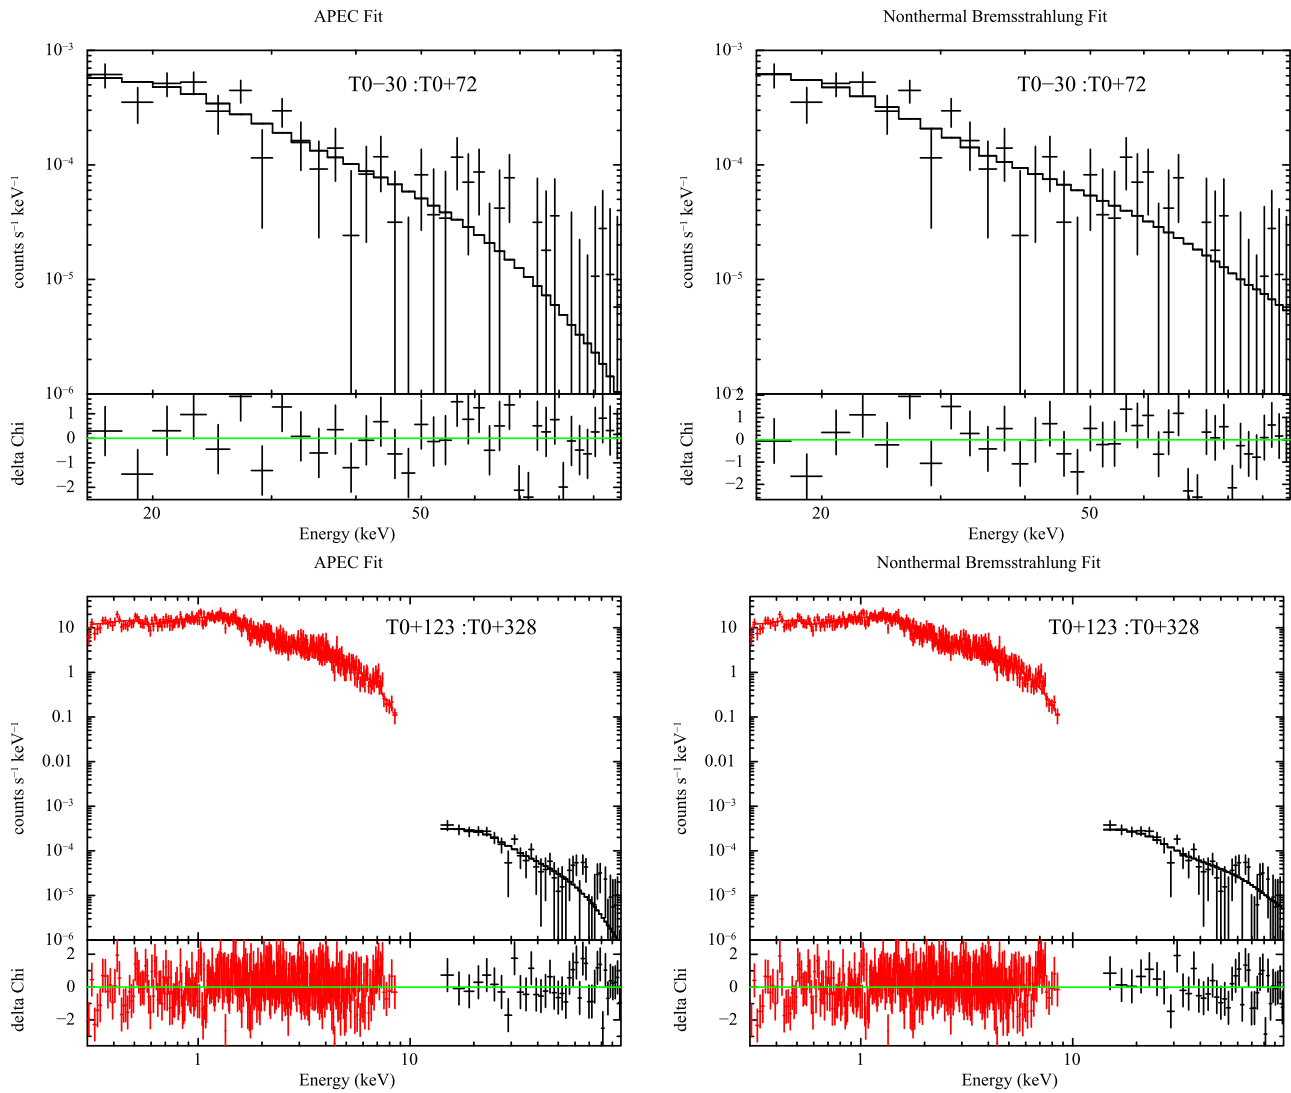 APEC Fit
Nonthermal Bremsstrahlung Fit
10⁻³
T0−30 :T0+72
10⁻⁴
10⁻⁵
10⁻⁶
counts s⁻¹ keV⁻¹
1
0
−1
−2
delta Chi
20
50
Energy (keV)
10⁻³
T0−30 :T0+72
10⁻⁴
10⁻⁵
10⁻⁶
counts s⁻¹ keV⁻¹
2
1
0
−1
−2
delta Chi
20
50
Energy (keV)
APEC Fit
Nonthermal Bremsstrahlung Fit
10
T0+123 :T0+328
1
0.1
0.01
10⁻³
10⁻⁴
10⁻⁵
10⁻⁶
counts s⁻¹ keV⁻¹
2
0
−2
delta Chi
1
10
Energy (keV)
10
T0+123 :T0+328
1
0.1
0.01
10⁻³
10⁻⁴
10⁻⁵
10⁻⁶
counts s⁻¹ keV⁻¹
2
0
−2
delta Chi
1
10
Energy (keV)